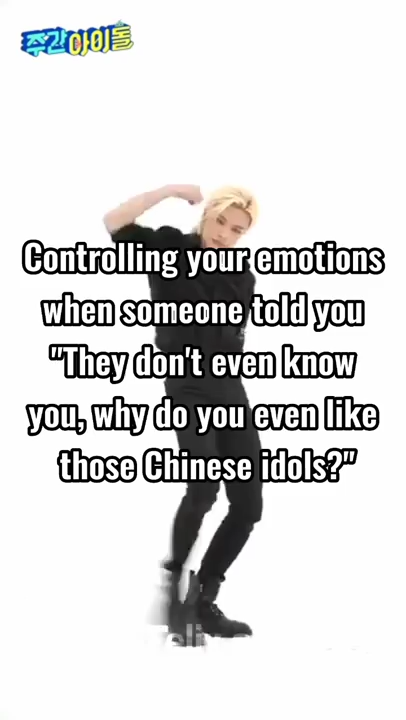 주간아이돌
Controlling your emotions
when someone told you
"They don't even know
you, why do you even like
those Chinese idols?"